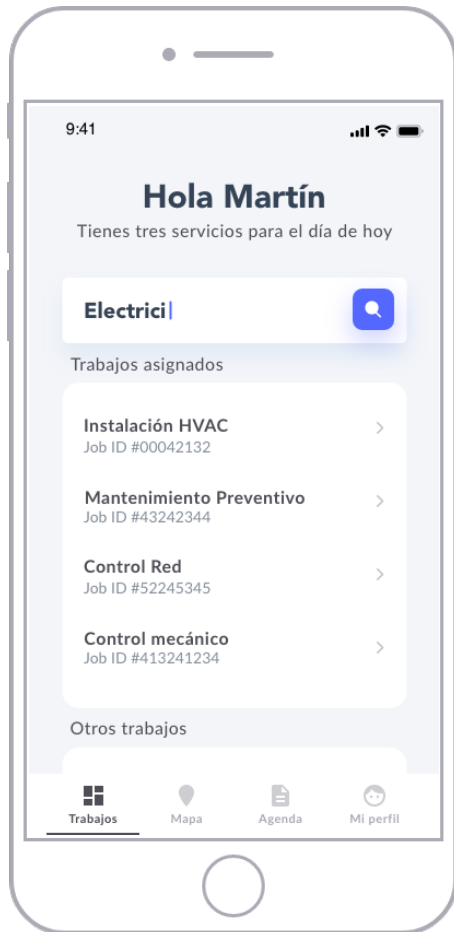 9:41
Hola Martín
Tienes tres servicios para el día de hoy
Electrici
Trabajos asignados
Instalación HVAC
Job ID #00042132
Mantenimiento Preventivo
Job ID #43242344
Control Red
Job ID #52245345
Control mecánico
Job ID #413241234
Otros trabajos
Trabajos Mapa Agenda Mi perfil